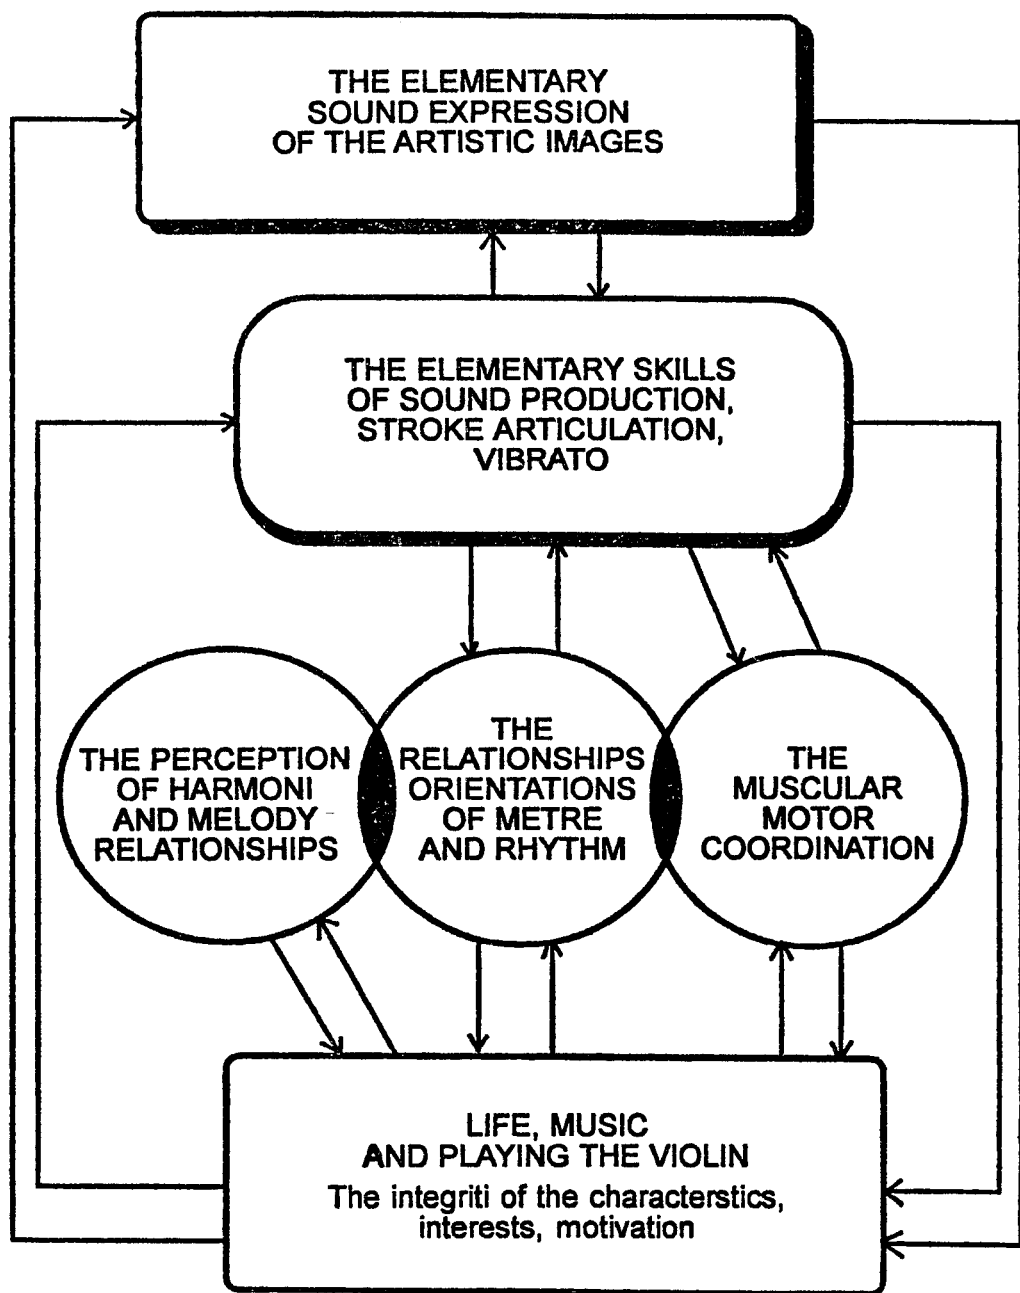 THE ELEMENTARY
SOUND EXPRESSION
OF THE ARTISTIC IMAGES
THE ELEMENTARY SKILLS
OF SOUND PRODUCTION,
STROKE ARTICULATION,
VIBRATO
THE PERCEPTION
OF HARMONI
AND MELODY
RELATIONSHIPS
THE
RELATIONSHIPS
ORIENTATIONS
OF METRE
AND RHYTHM
THE
MUSCULAR
MOTOR
COORDINATION
LIFE, MUSIC
AND PLAYING THE VIOLIN
The integriti of the characterstics,
interests, motivation